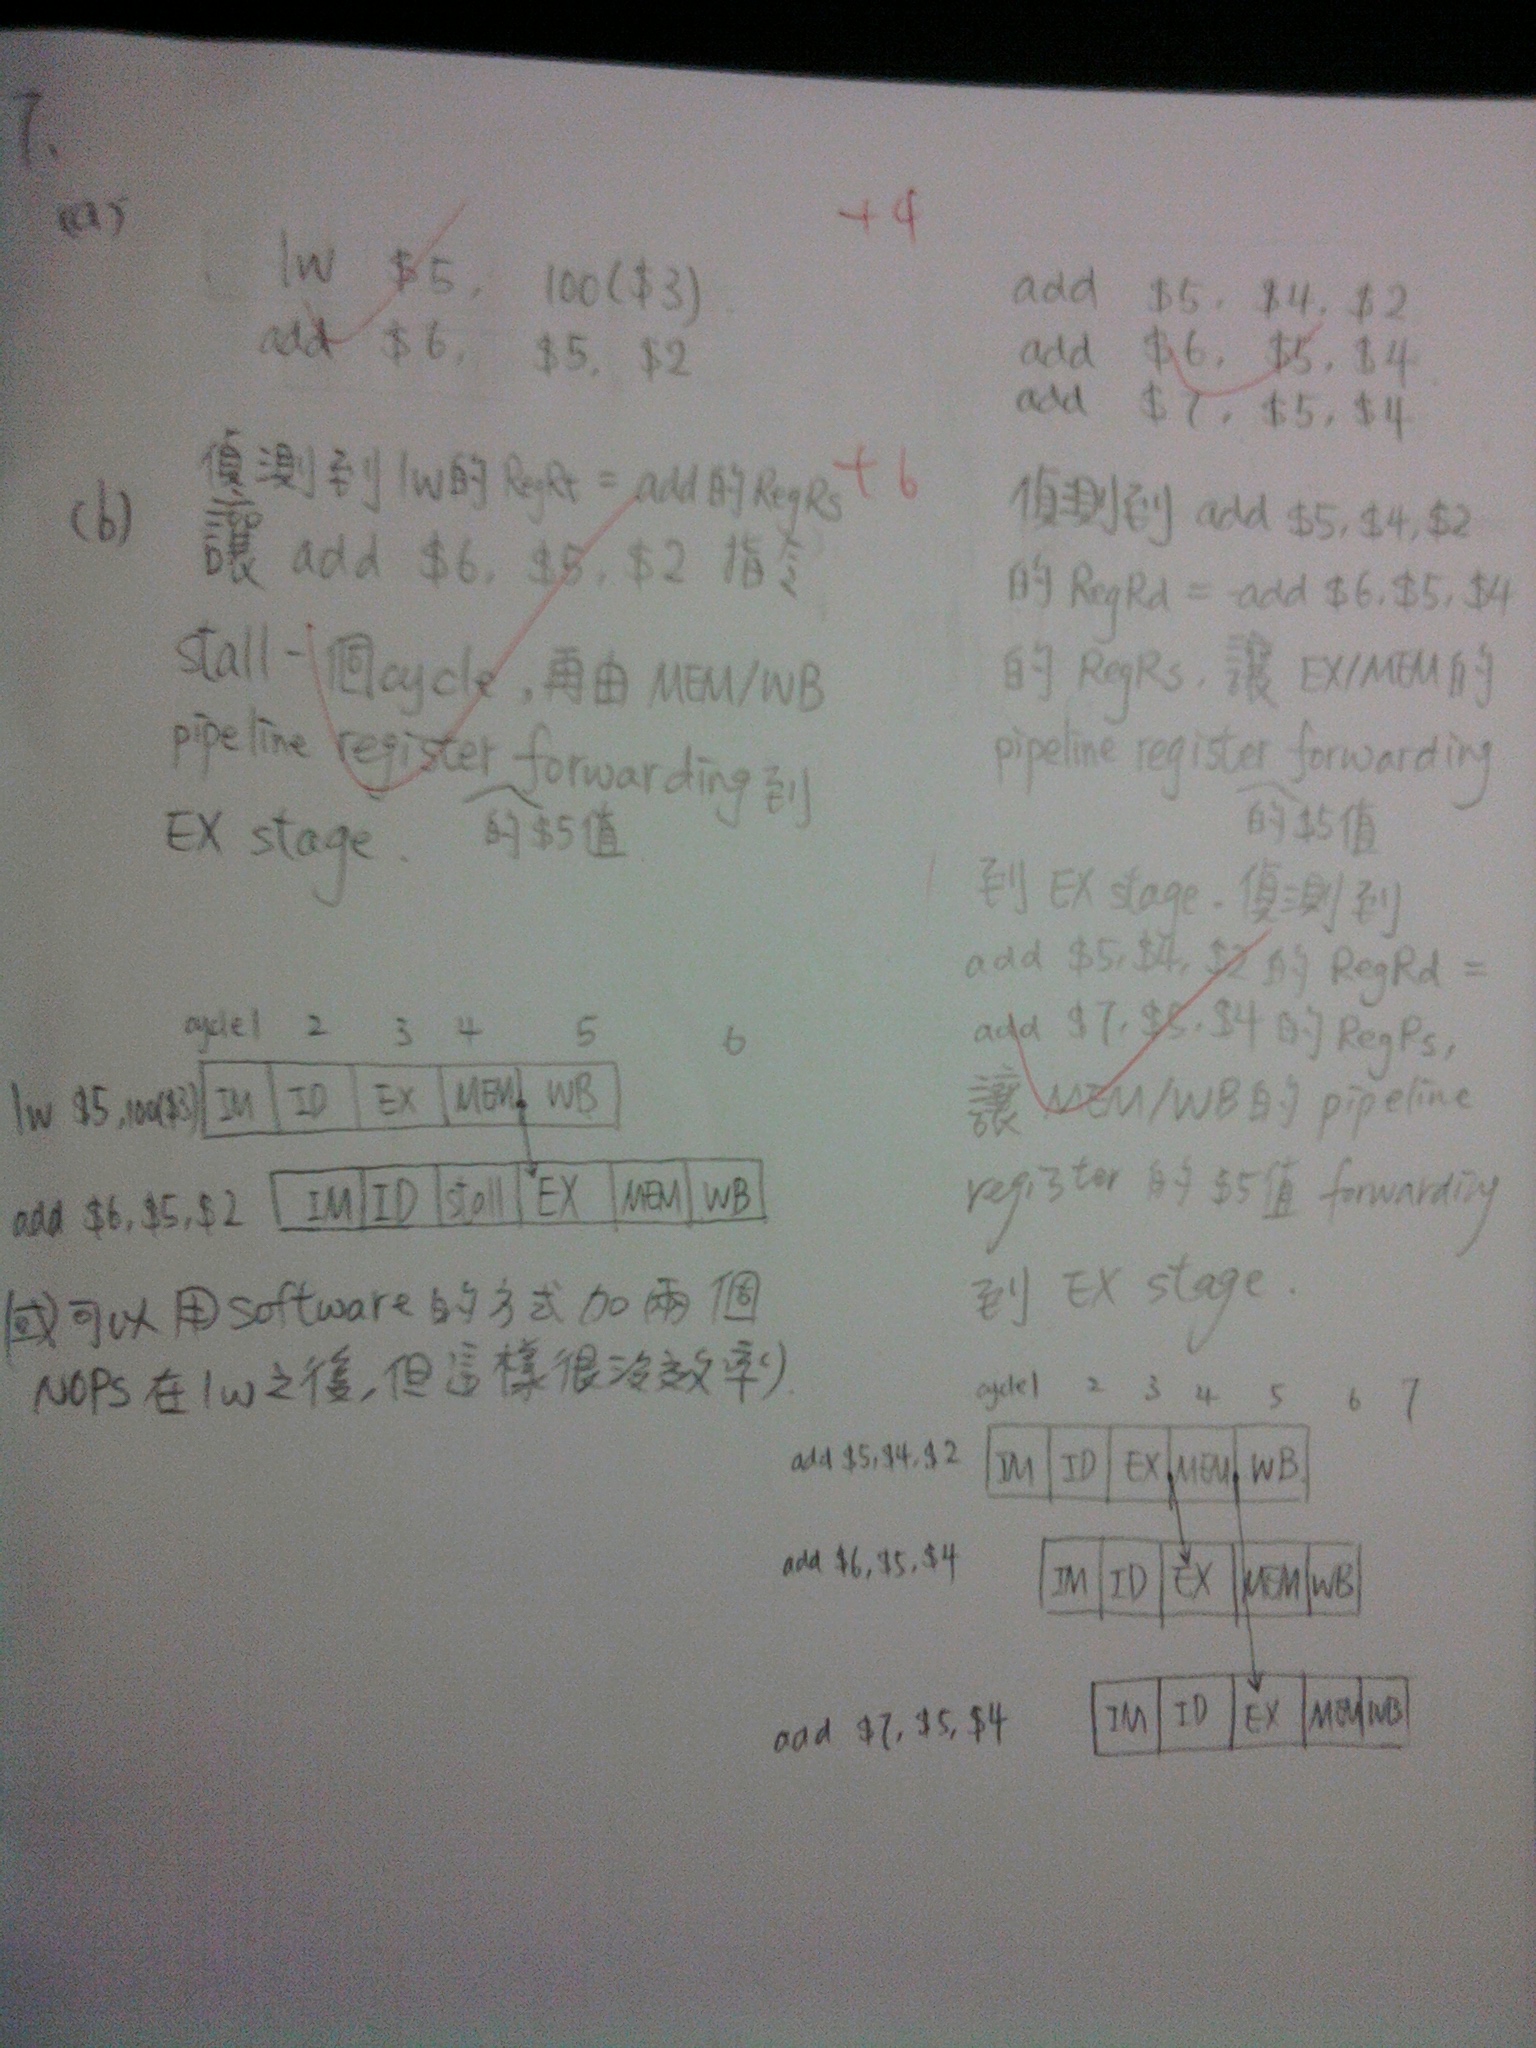 7.
(a)
+4
lw $5, 100($3)
add $6, $5, $2
add $5, $4, $2
add $6, $5, $4
add $7, $5, $4
(b)
+6
偵測到lw的RegRt = add的RegRs
讓 add $6, $5, $2 指令
stall一個cycle, 再由 MEM/WB
pipeline register forwarding到
的$5值
EX stage.
cycle1 2 3 4 5 6
lw $5,100($3) IM ID EX MEM WB
add $6,$5,$2 IM ID stall EX MEM WB
(或可以用software的方式加兩個
NOPS在lw之後,但這樣很沒效率)
偵測到 add $5,$4,$2
的 RegRd = add $6,$5,$4
的 RegRs, 讓 EX/MEM的
pipeline register forwarding
的$5值
到 EX stage. 偵測到
add $5,$4,$2 的 RegRd =
add $7,$5,$4 的 RegRs,
讓 MEM/WB的 pipeline
register 的 $5值 forwarding
到 EX stage.
cycle1 2 3 4 5 6 7
add $5,$4,$2 IM ID EX MEM WB
add $6,$5,$4 IM ID EX MEM WB
add $7,$5,$4 IM ID EX MEM WB